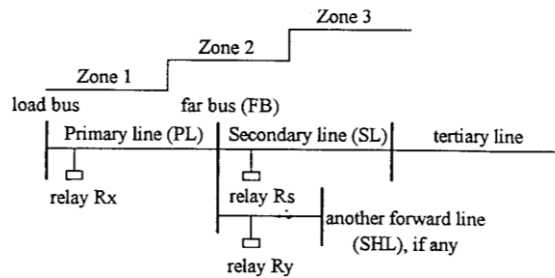 Zone 3
Zone 2
Zone 1
load bus
far bus (FB)
Primary line (PL)
Secondary line (SL)
tertiary line
relay Rx
relay Rs
another forward line
(SHL), if any
relay Ry